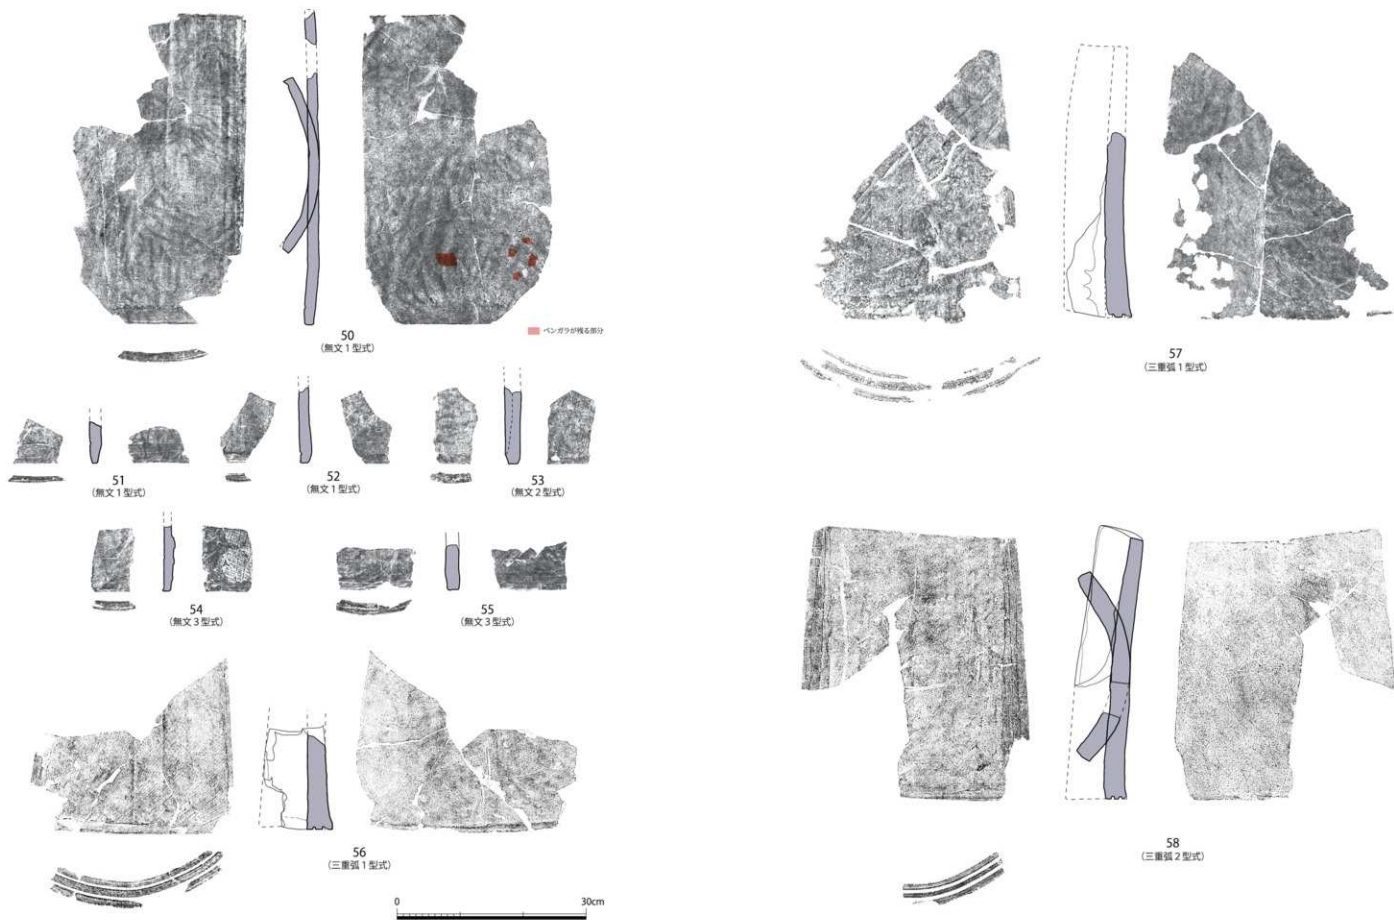 50
(無文1型式)
ベンガラが残る部分
51
(無文1型式)
52
(無文1型式)
53
(無文2型式)
54
(無文3型式)
55
(無文3型式)
56
(三重弧1型式)
0 30cm
57
(三重弧1型式)
58
(三重弧2型式)